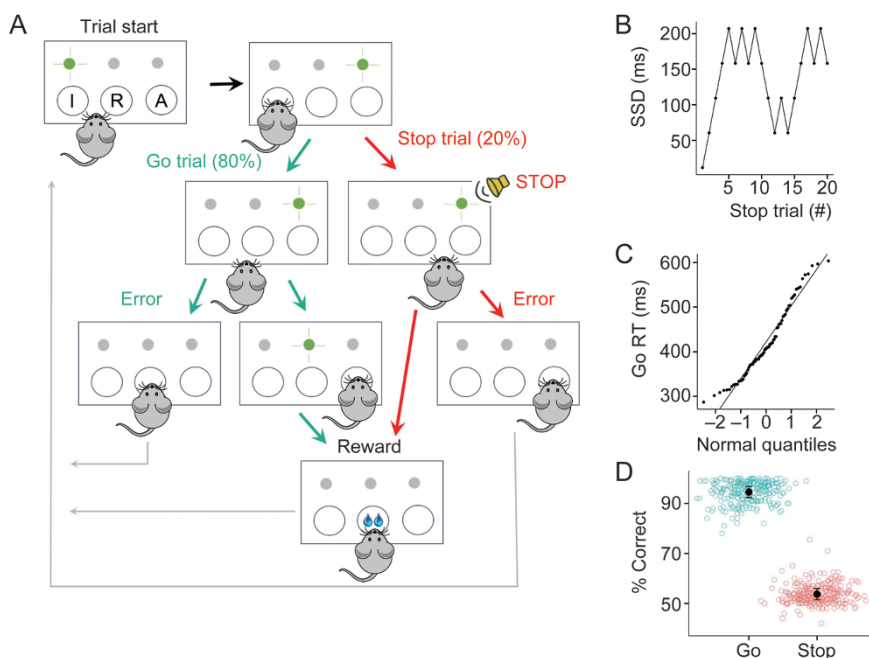 A
Trial start
I R A
Go trial (80%)
Stop trial (20%)
STOP
Error
Error
Reward
B
SSD (ms)
200
150
100
50
5 10 15 20
Stop trial (#)
C
Go RT (ms)
600
500
400
300
−2 −1 0 1 2
Normal quantiles
D
% Correct
90
70
50
Go Stop